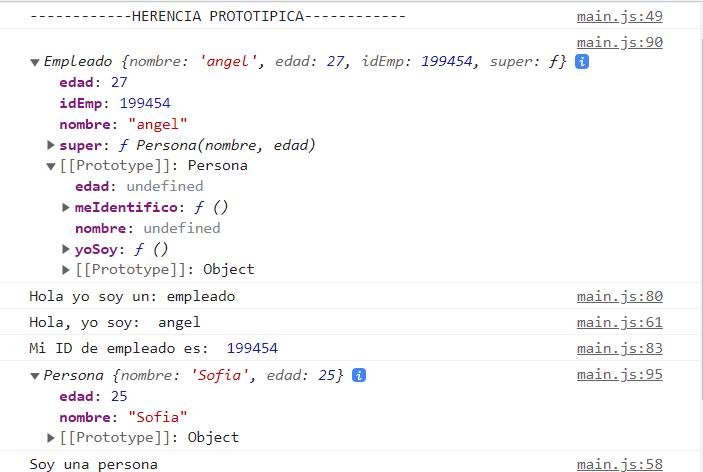 ------------HERENCIA PROTOTIPICA------------ main.js:49
main.js:90
▼ Empleado {nombre: 'angel', edad: 27, idEmp: 199454, super: ƒ} i
edad: 27
idEmp: 199454
nombre: "angel"
▶ super: ƒ Persona(nombre, edad)
▼ [[Prototype]]: Persona
edad: undefined
▶ meIdentifico: ƒ ()
nombre: undefined
▶ yoSoy: ƒ ()
▶ [[Prototype]]: Object
Hola yo soy un: empleado main.js:80
Hola, yo soy:  angel main.js:61
Mi ID de empleado es:  199454 main.js:83
▼ Persona {nombre: 'Sofia', edad: 25} i main.js:95
edad: 25
nombre: "Sofia"
▶ [[Prototype]]: Object
Soy una persona main.js:58